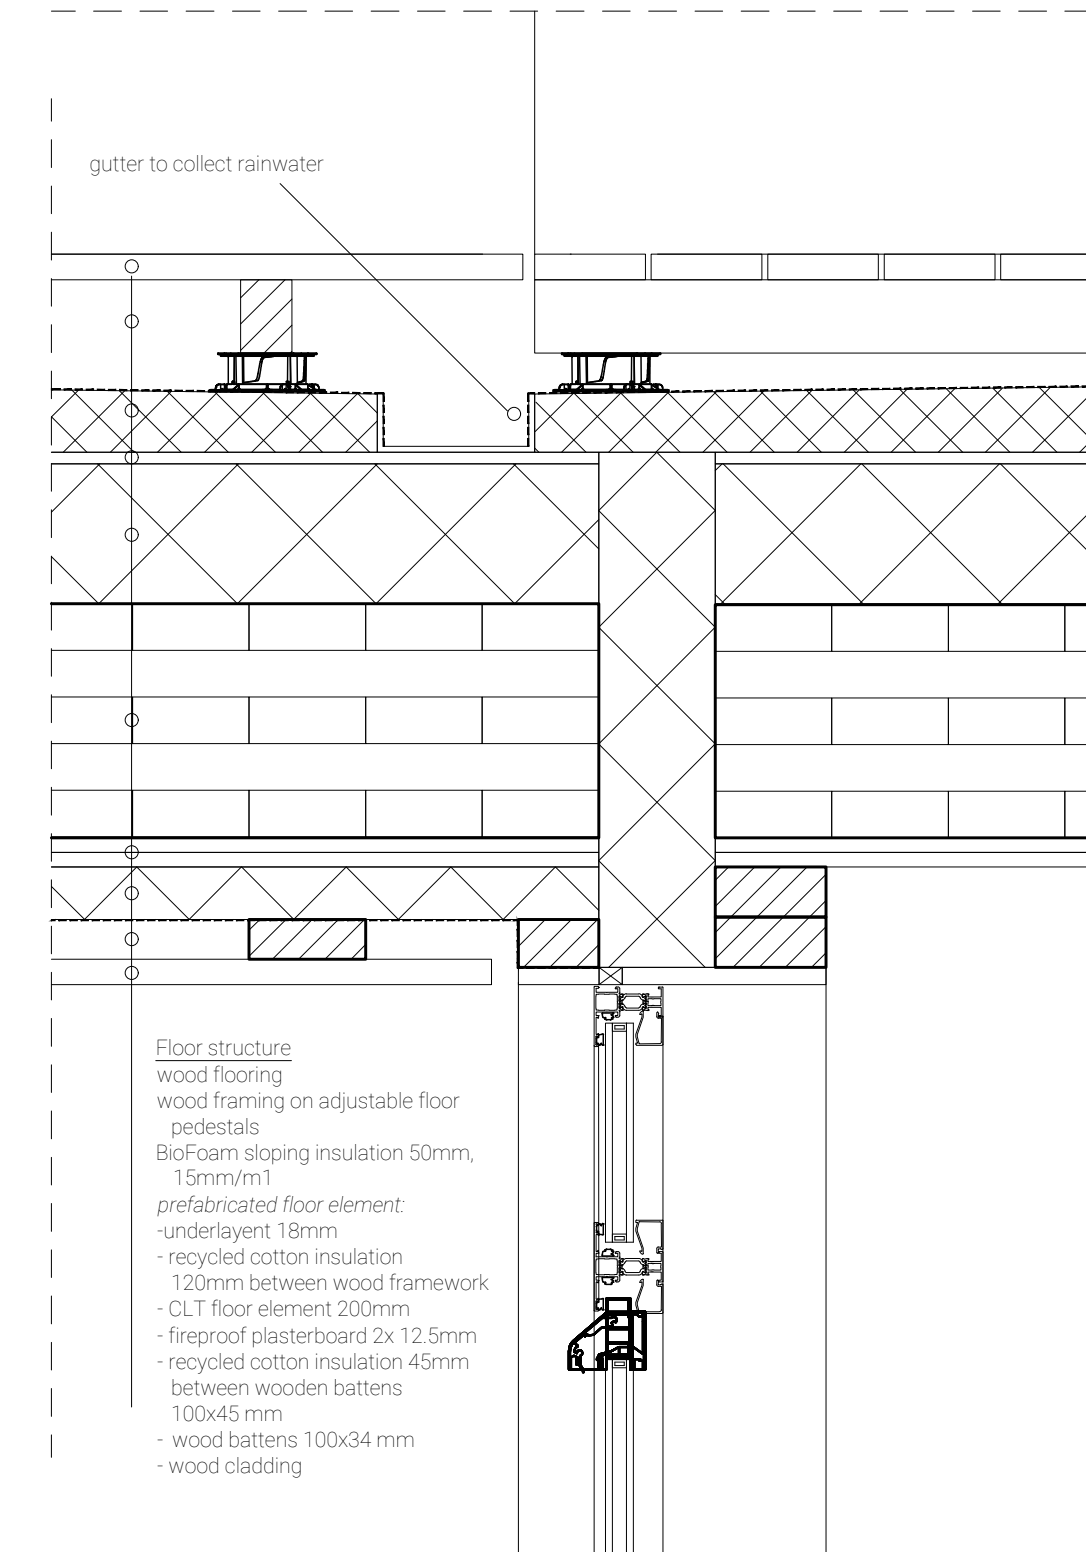 gutter to collect rainwater
Floor structure
wood flooring
wood framing on adjustable floor
pedestals
BioFoam sloping insulation 50mm,
15mm/m1
prefabricated floor element:
-underlayent 18mm
- recycled cotton insulation
120mm between wood framework
- CLT floor element 200mm
- fireproof plasterboard 2x 12.5mm
- recycled cotton insulation 45mm
between wooden battens
100x45 mm
- wood battens 100x34 mm
- wood cladding